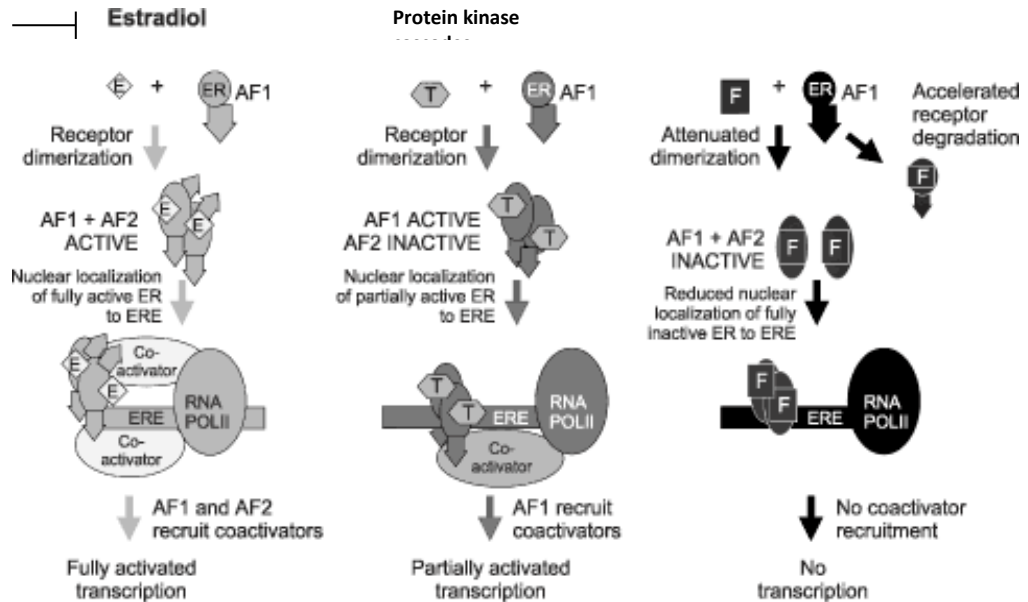 Estradiol
Protein kinase
E + ER AF1
Receptor
dimerization
E
E
AF1 + AF2
ACTIVE
Nuclear localization
of fully active ER
to ERE
E
E
Co-
activator
ERE
RNA
POLII
Co-
activator
AF1 and AF2
recruit coactivators
Fully activated
transcription
T + ER AF1
Receptor
dimerization
T
T
AF1 ACTIVE
AF2 INACTIVE
Nuclear localization
of partially active ER
to ERE
T
T
ERE
RNA
POLII
Co-
activator
AF1 recruit
coactivators
Partially activated
transcription
F + ER AF1
Accelerated
receptor
degradation
Attenuated
dimerization
F
AF1 + AF2
INACTIVE
F F
Reduced nuclear
localization of fully
inactive ER to ERE
F
F
ERE
RNA
POLII
No coactivator
recruitment
No
transcription